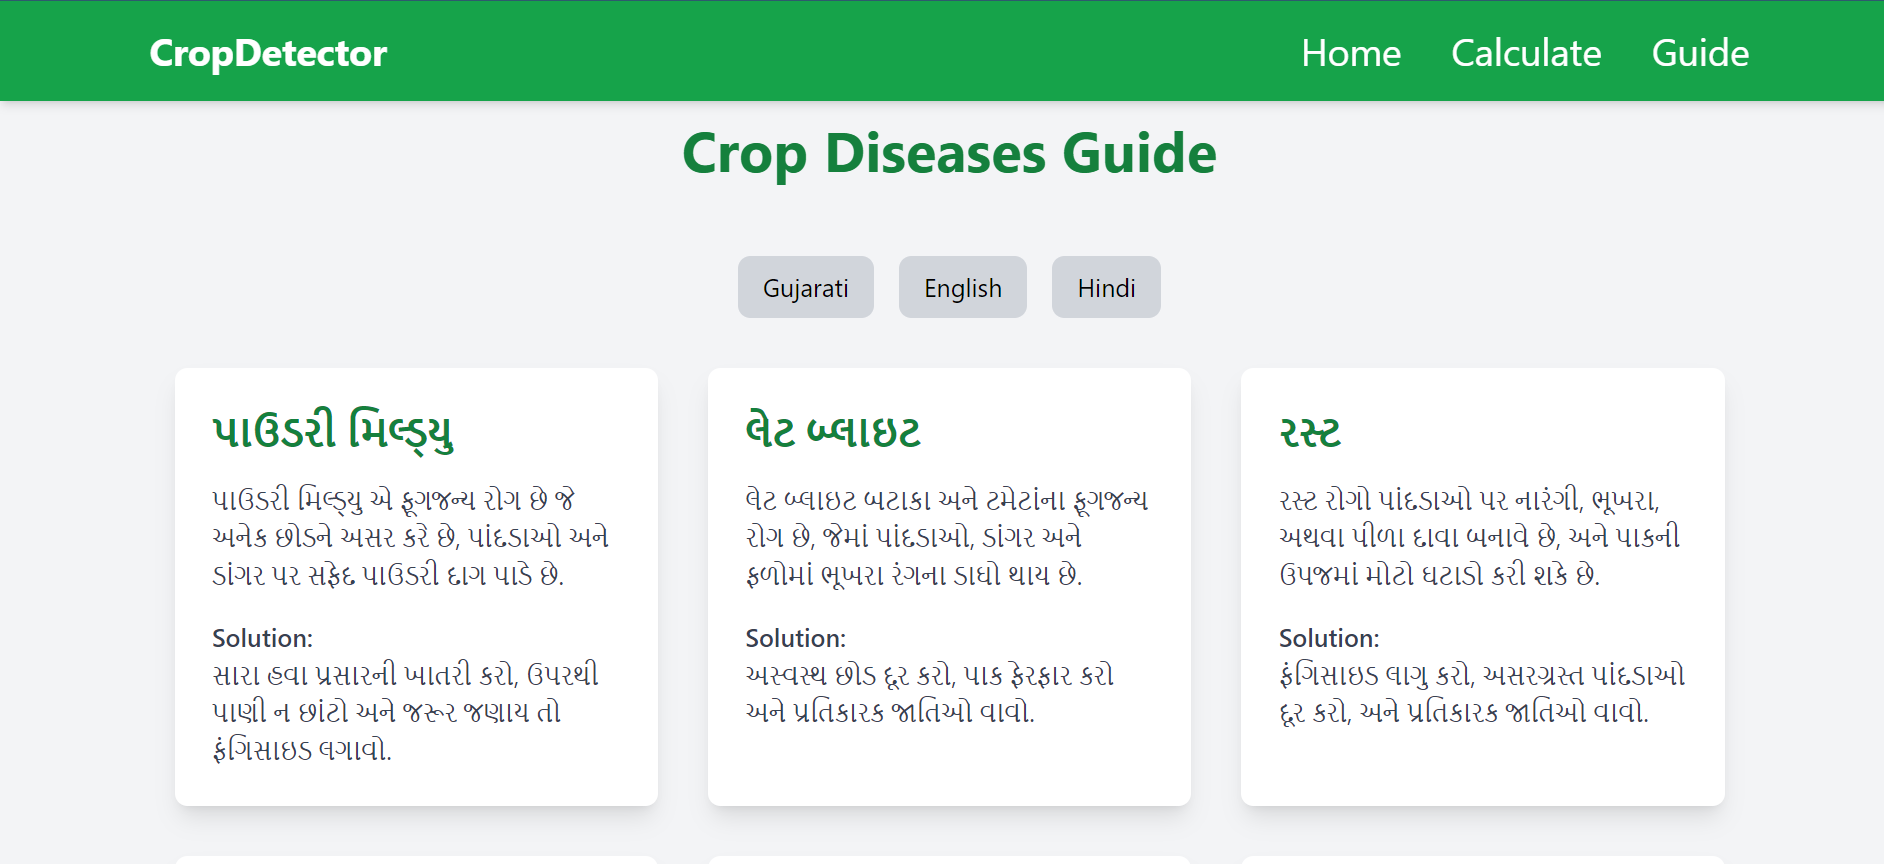 CropDetector
Home
Calculate
Guide
Crop Diseases Guide
Gujarati
English
Hindi
પાઉડરી મિલ્ડ્યુ
પાઉડરી મિલ્ડ્યુ એ ફૂગજન્ય રોગ છે જે
અનેક છોડને અસર કરે છે, પાંદડાઓ અને
ડાંગર પર સફેદ પાઉડરી દાગ પાડે છે.
Solution:
સારા હવા પ્રસારની ખાતરી કરો, ઉપરથી
પાણી ન છાંટો અને જરૂર જણાય તો
ફંગિસાઇડ લગાવો.
લેટ બ્લાઇટ
લેટ બ્લાઇટ બટાકા અને ટમેટાંના ફૂગજન્ય
રોગ છે, જેમાં પાંદડાઓ, ડાંગર અને
ફળોમાં ભૂખરા રંગના ડાઘો થાય છે.
Solution:
અસ્વસ્થ છોડ દૂર કરો, પાક ફેરફાર કરો
અને પ્રતિકારક જાતિઓ વાવો.
રસ્ટ
રસ્ટ રોગો પાંદડાઓ પર નારંગી, ભૂખરા,
અથવા પીળા દાવા બનાવે છે, અને પાકની
ઉપજમાં મોટો ઘટાડો કરી શકે છે.
Solution:
ફંગિસાઇડ લાગુ કરો, અસરગ્રસ્ત પાંદડાઓ
દૂર કરો, અને પ્રતિકારક જાતિઓ વાવો.